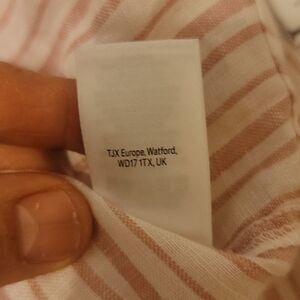 TJX Europe, Watford,
WD17 1TX, UK